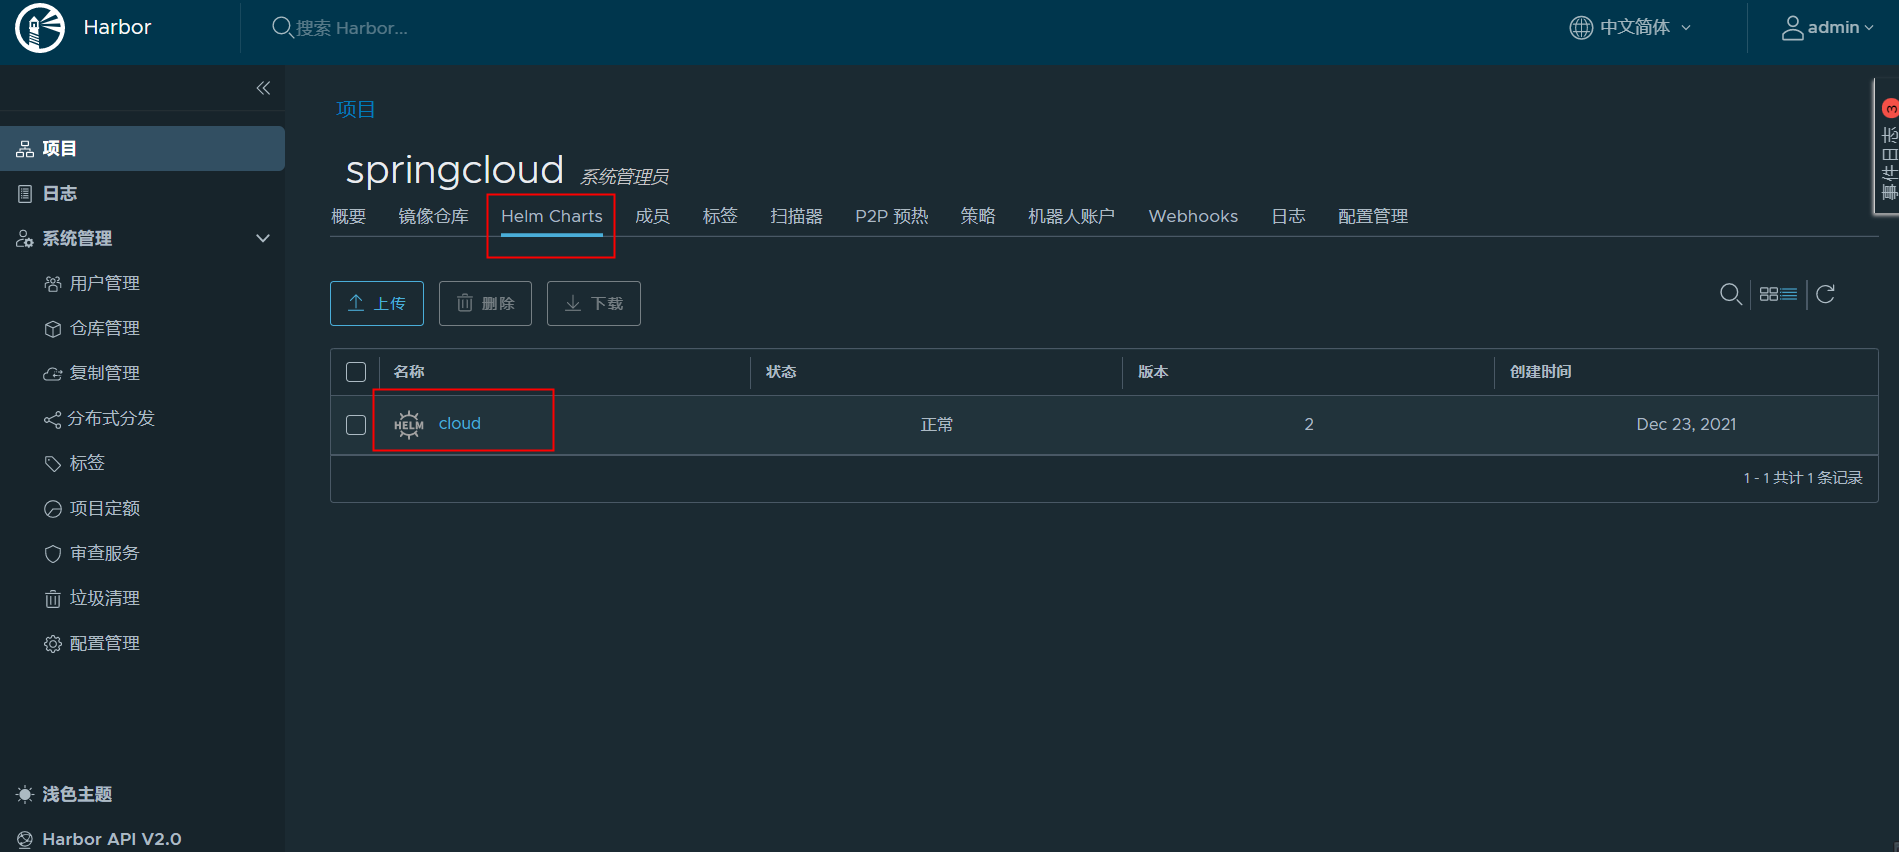 Harbor
搜索 Harbor...
中文简体
admin
项目
日志
系统管理
用户管理
仓库管理
复制管理
分布式分发
标签
项目定额
审查服务
垃圾清理
配置管理
浅色主题
Harbor API V2.0
项目
springcloud 系统管理员
概要 镜像仓库 Helm Charts 成员 标签 扫描器 P2P 预热 策略 机器人账户 Webhooks 日志 配置管理
上传 删除 下载
名称 状态 版本 创建时间
HELM cloud 正常 2 Dec 23, 2021
1 - 1 共计 1 条记录
事件日志 3